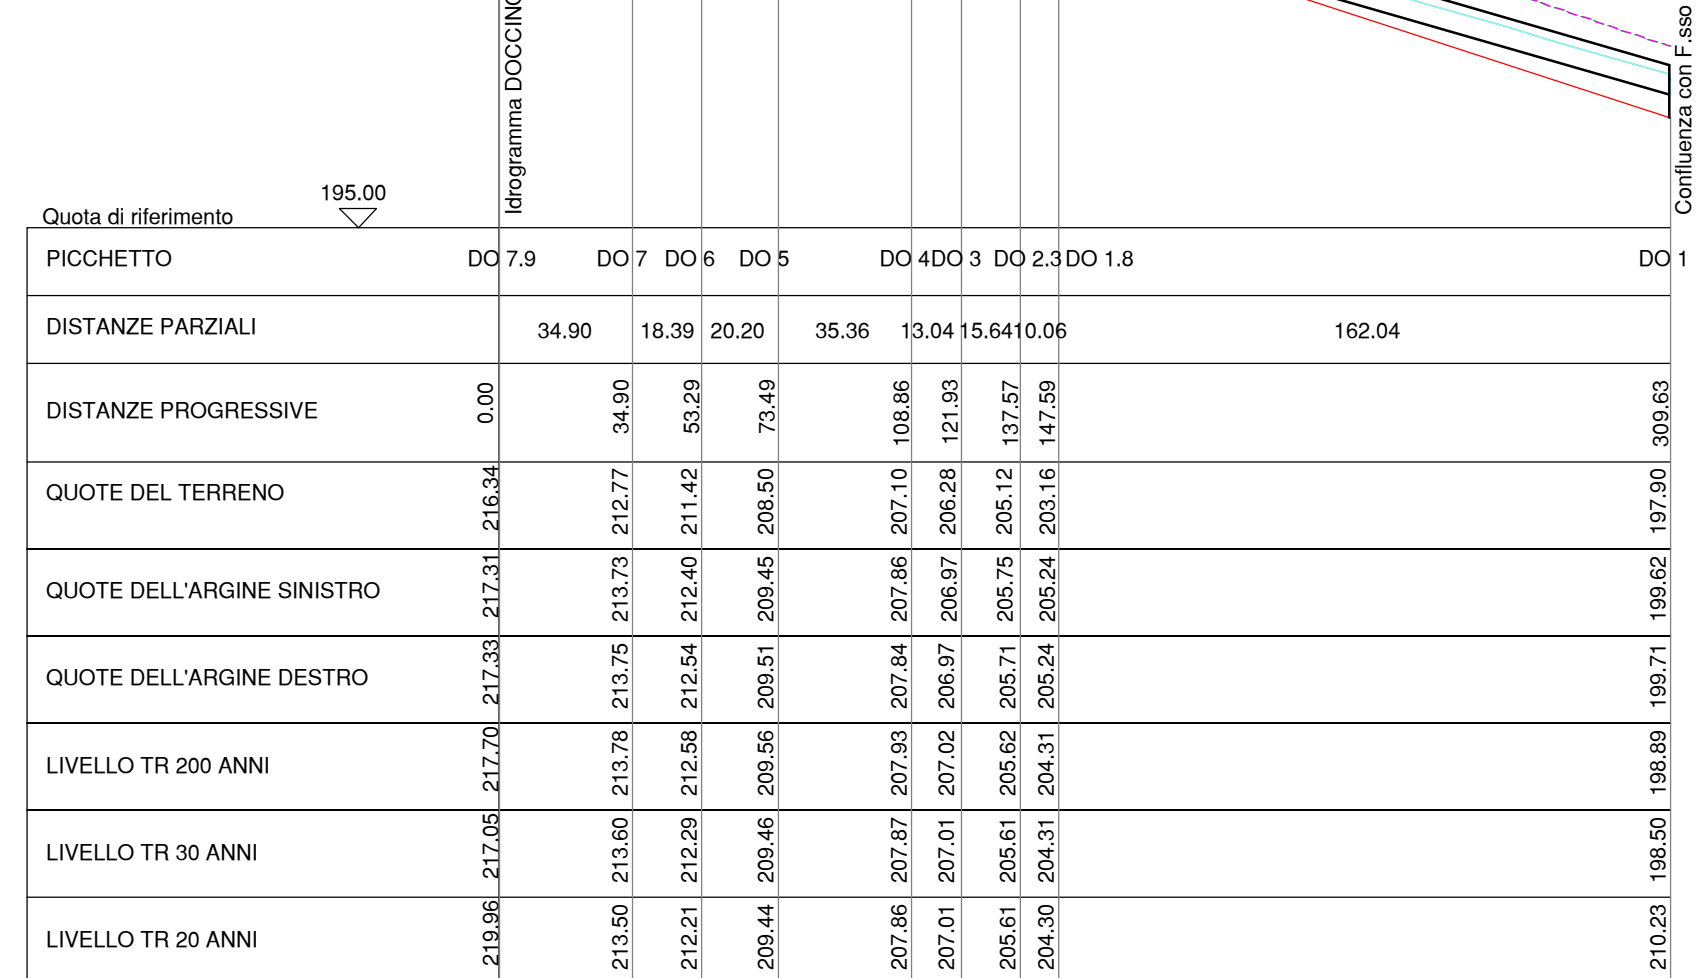 Idrogramma DOCCINO
Confluenza con F.sso
195.00
Quota di riferimento
PICCHETTO DO 7.9 DO 7 DO 6 DO 5 DO 4 DO 3 DO 2.3 DO 1.8 DO 1
DISTANZE PARZIALI 34.90 18.39 20.20 35.36 13.04 15.64 10.06 162.04
DISTANZE PROGRESSIVE 0.00 34.90 53.29 73.49 108.86 121.93 137.57 147.59 309.63
QUOTE DEL TERRENO 216.34 212.77 211.42 208.50 207.10 206.28 205.12 203.16 197.90
QUOTE DELL'ARGINE SINISTRO 217.31 213.73 212.40 209.45 207.86 206.97 205.75 205.24 199.62
QUOTE DELL'ARGINE DESTRO 217.33 213.75 212.54 209.51 207.84 206.97 205.71 205.24 199.71
LIVELLO TR 200 ANNI 217.70 213.78 212.58 209.56 207.93 207.02 205.62 204.31 198.89
LIVELLO TR 30 ANNI 217.05 213.60 212.29 209.46 207.87 207.01 205.61 204.31 198.50
LIVELLO TR 20 ANNI 219.96 213.50 212.21 209.44 207.86 207.01 205.61 204.30 210.23